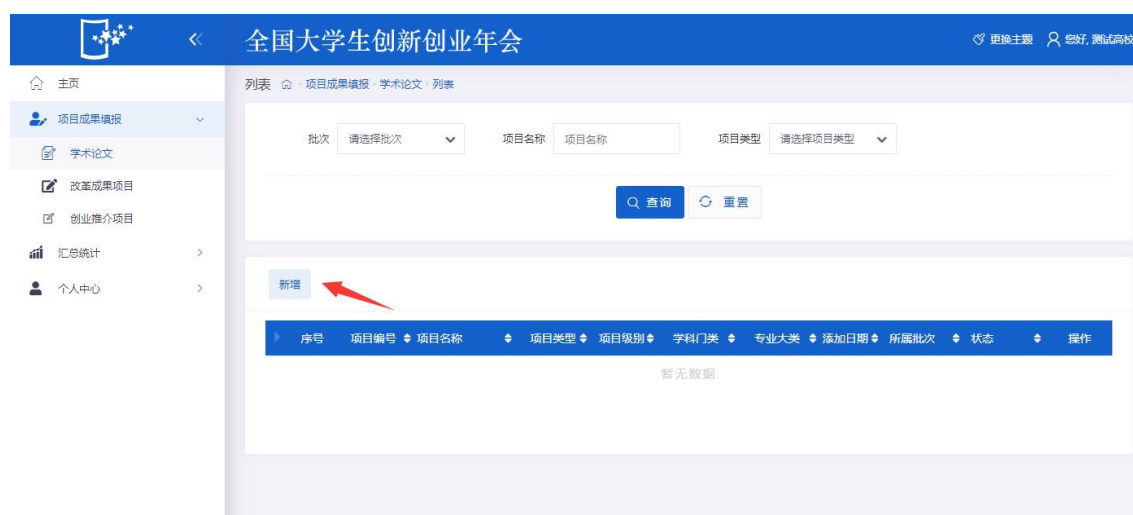 全国大学生创新创业年会
更换主题 您好, 测试高校
主页
项目成果填报
学术论文
改革成果项目
创业推介项目
汇总统计
个人中心
列表 项目成果填报 学术论文 列表
批次 请选择批次 项目名称 项目名称 项目类型 请选择项目类型
查询 重置
新增
序号 项目编号 项目名称 项目类型 项目级别 学科门类 专业大类 添加日期 所属批次 状态 操作
暂无数据